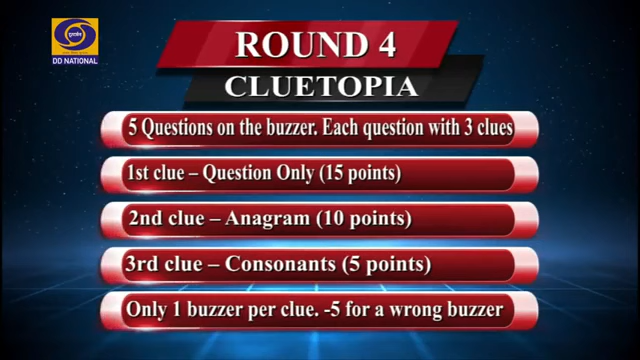 दूरदर्शन
DD NATIONAL
ROUND 4
CLUETOPIA
5 Questions on the buzzer. Each question with 3 clues
1st clue – Question Only (15 points)
2nd clue – Anagram (10 points)
3rd clue – Consonants (5 points)
Only 1 buzzer per clue. -5 for a wrong buzzer